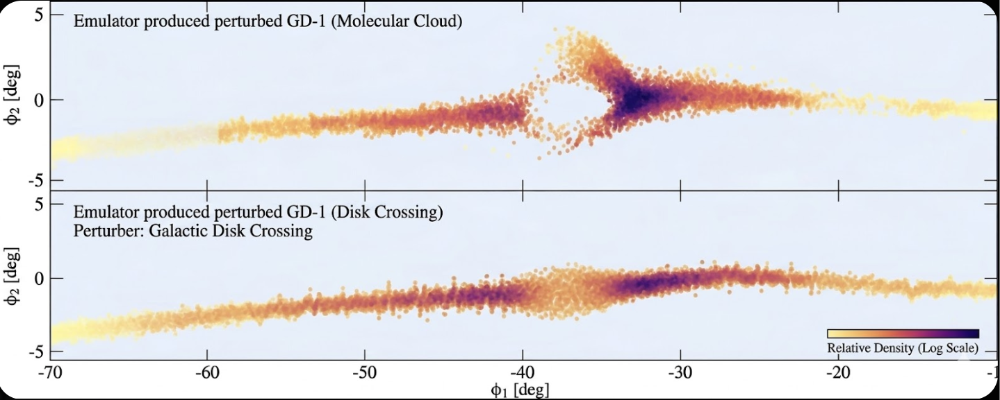 5
Emulator produced perturbed GD-1 (Molecular Cloud)
ϕ₂ [deg]
0
-5
5
Emulator produced perturbed GD-1 (Disk Crossing)
Perturber: Galactic Disk Crossing
ϕ₂ [deg]
0
-5
Relative Density (Log Scale)
-70 -60 -50 -40 -30 -20
ϕ₁ [deg]